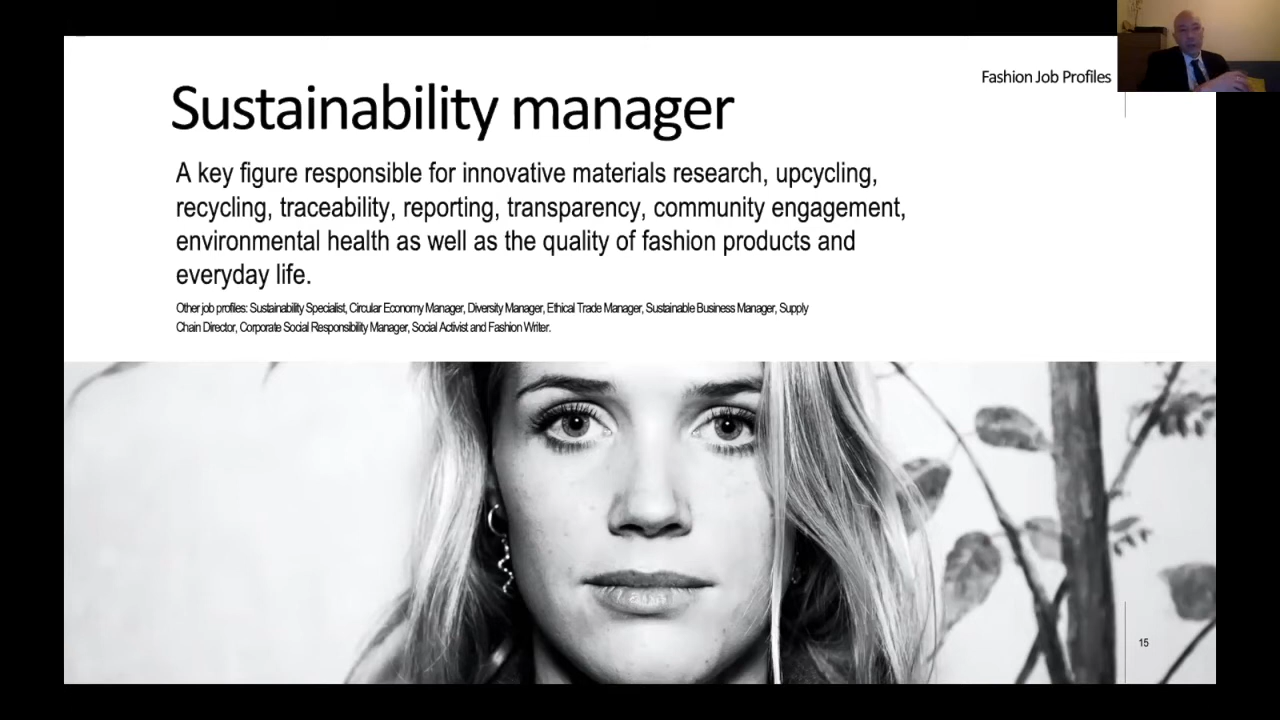 Fashion Job Profiles
Sustainability manager
A key figure responsible for innovative materials research, upcycling,
recycling, traceability, reporting, transparency, community engagement,
environmental health as well as the quality of fashion products and
everyday life.
Other job profiles: Sustainability Specialist, Circular Economy Manager, Diversity Manager, Ethical Trade Manager, Sustainable Business Manager, Supply
Chain Director, Corporate Social Responsibility Manager, Social Activist and Fashion Writer.
15